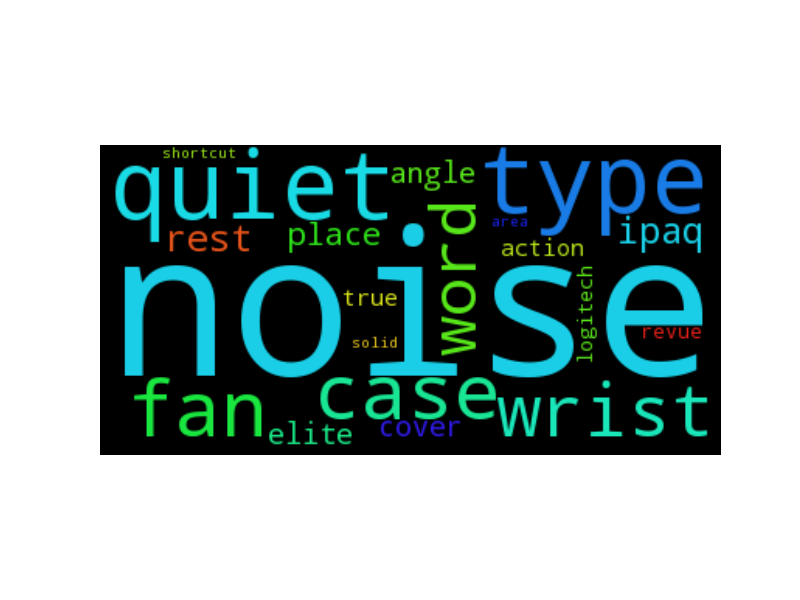 shortcut
quiet
angle
type
area
rest
place
word
action
ipaq
noise
true
solid
logitech
revue
fan
case
wrist
elite
cover